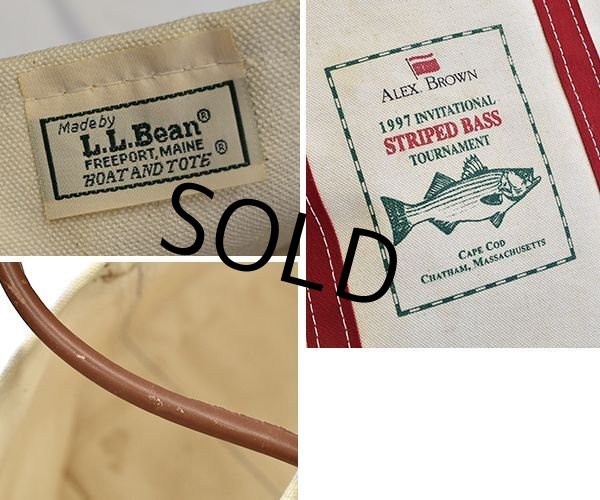 Made by
L.L.Bean®
FREEPORT, MAINE
BOAT AND TOTE®
ALEX. BROWN
1997 INVITATIONAL
STRIPED BASS
TOURNAMENT
CAPE COD
CHATHAM, MASSACHUSETTS
SOLD